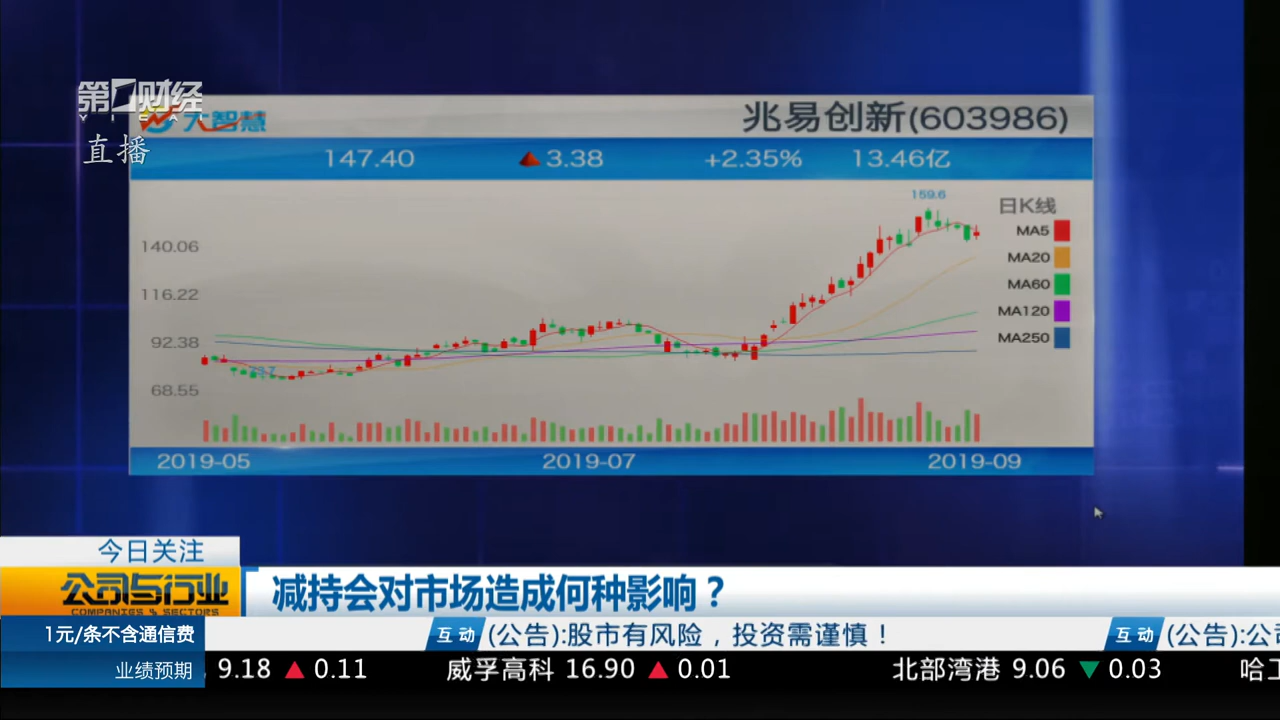 第一财经
YICAI
直播
大智慧
兆易创新(603986)
147.40 3.38 +2.35% 13.46亿
159.6
日K线
MA5
140.06
MA20
MA60
116.22
MA120
MA250
92.38
73.7
68.55
2019-05 2019-07 2019-09
今日关注
公司与行业
COMPANIES & SECTORS
减持会对市场造成何种影响？
1元/条不含通信费 互动 (公告):股市有风险，投资需谨慎！ 互动 (公告):公
业绩预期 9.18 ▲ 0.11 威孚高科 16.90 ▲ 0.01 北部湾港 9.06 ▼ 0.03 哈